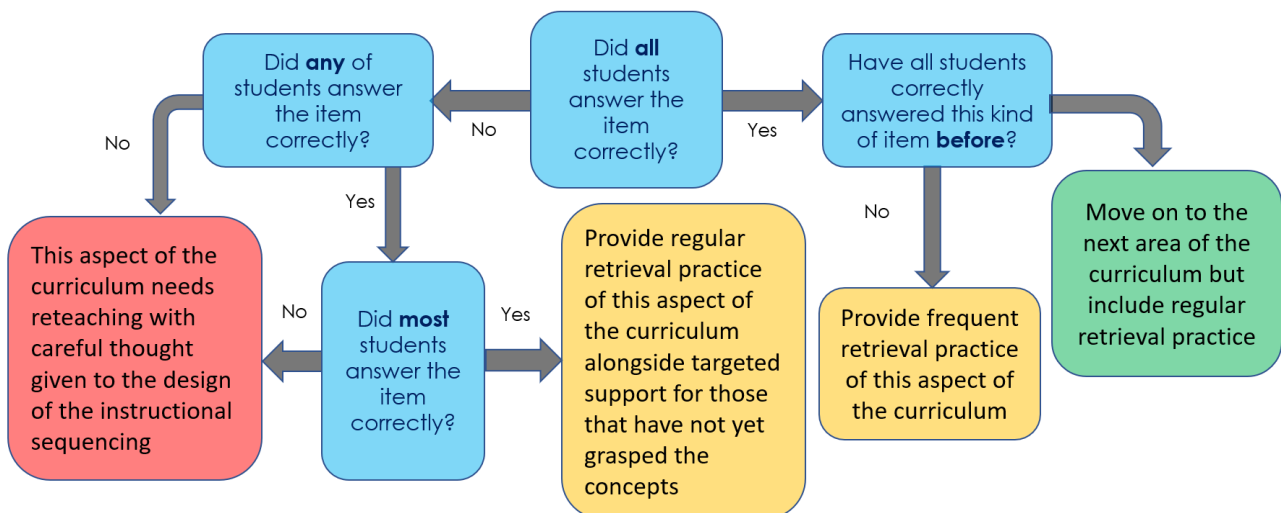 Did any of
students answer
the item
correctly?
Did all
students
answer the
item
correctly?
Have all students
correctly
answered this kind
of item before?
No
No
Yes
Yes
No
This aspect of the
curriculum needs
reteaching with
careful thought
given to the design
of the instructional
sequencing
No
Did most
students
answer the
item
correctly?
Yes
Provide regular
retrieval practice
of this aspect of
the curriculum
alongside targeted
support for those
that have not yet
grasped the
concepts
Provide frequent
retrieval practice
of this aspect of
the curriculum
Move on to the
next area of the
curriculum but
include regular
retrieval practice